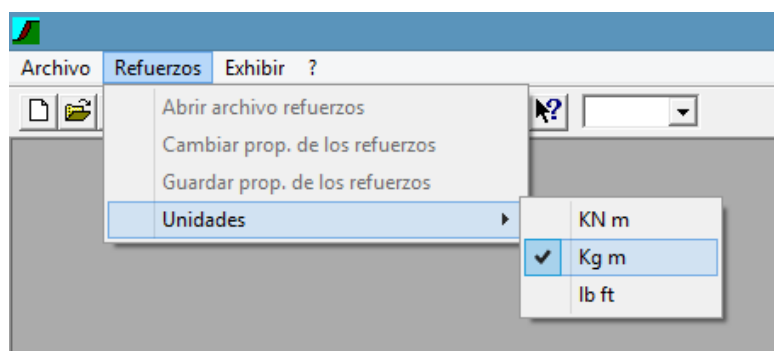 Archivo Refuerzos Exhibir ?
Abrir archivo refuerzos
Cambiar prop. de los refuerzos
Guardar prop. de los refuerzos
Unidades
KN m
Kg m
lb ft